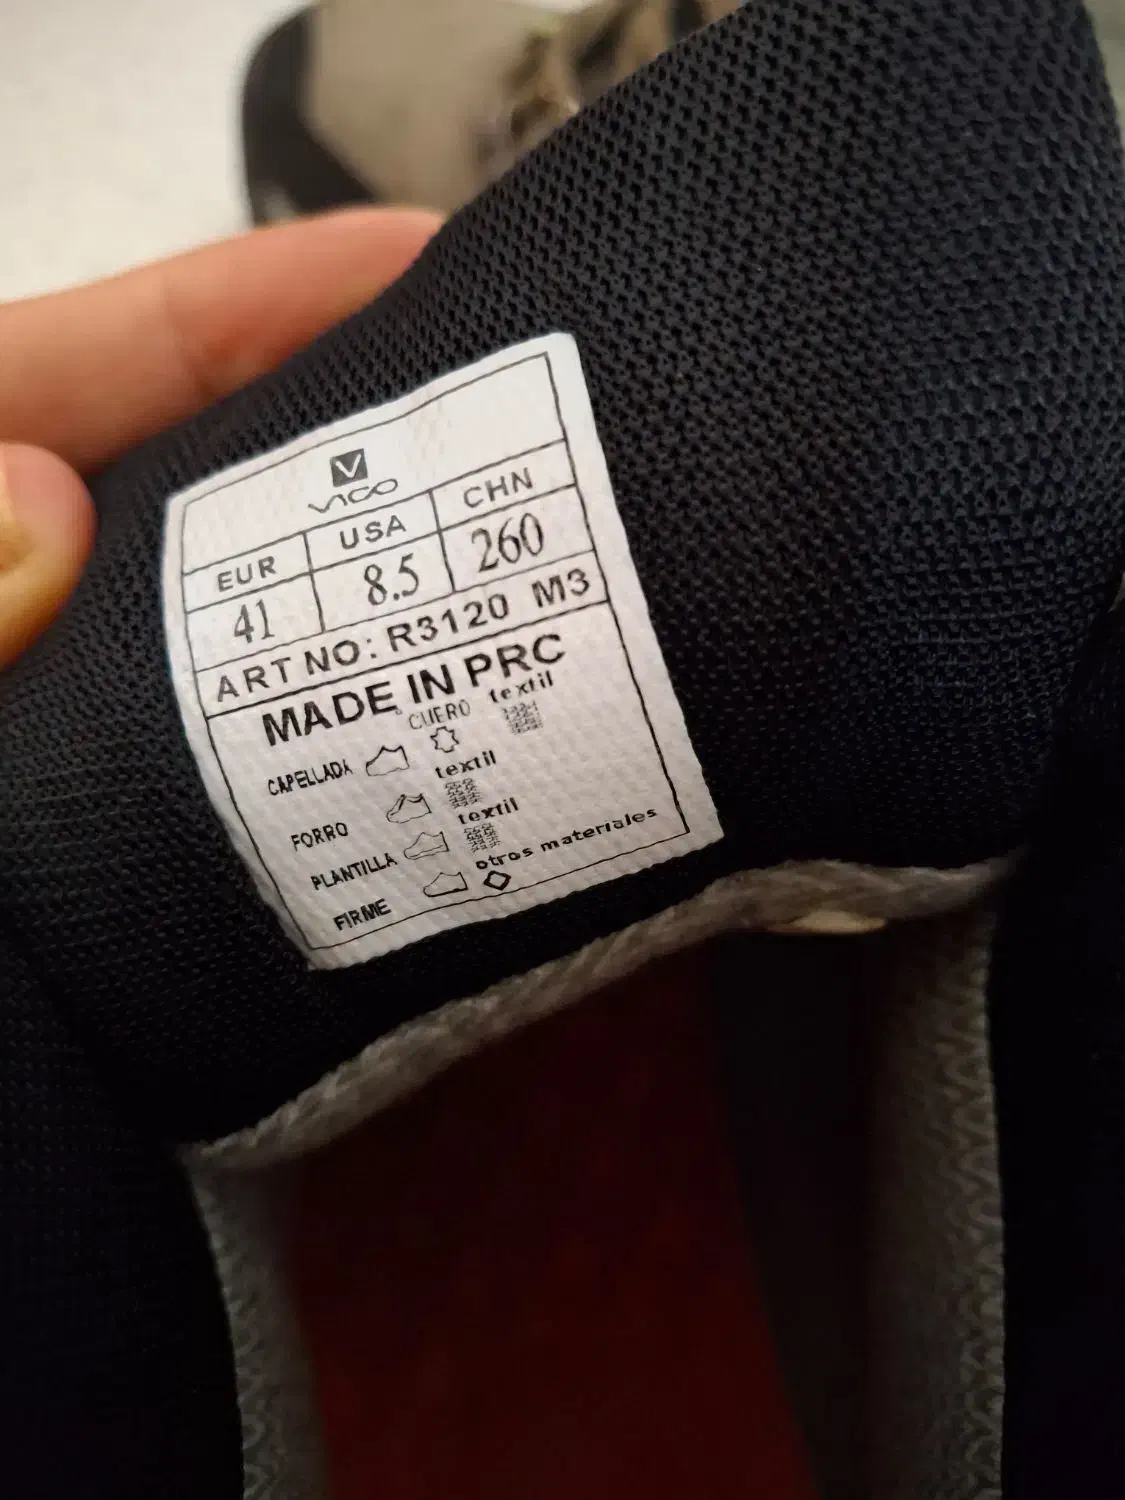 V
VICO
EUR USA CHN
41 8.5 260
ART NO: R3120 M3
MADE IN PRC
CAPELLADA CUERO textil
FORRO textil
PLANTILLA textil
FIRME otros materiales